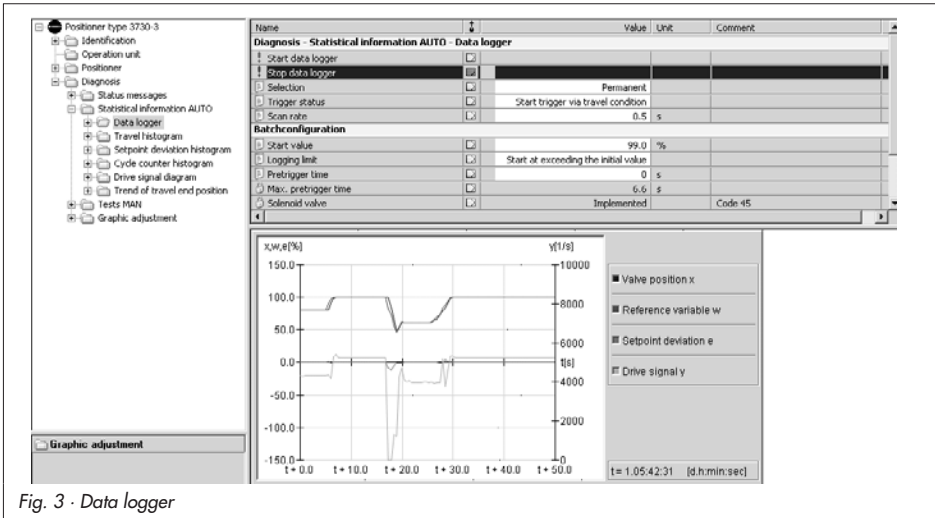 Positioner type 3730-3
Identification
Operation unit
Positioner
Diagnosis
Status messages
Statistical information AUTO
Data logger
Travel histogram
Setpoint deviation histogram
Cycle counter histogram
Drive signal diagram
Trend of travel end position
Tests MAN
Graphic adjustment
Graphic adjustment
Name Value Unit Comment
Diagnosis - Statistical information AUTO - Data logger
Start data logger
Stop data logger
Selection Permanent
Trigger status Start trigger via travel condition
Scan rate 0.5 s
Batchconfiguration
Start value 99.0 %
Logging limit Start at exceeding the initial value
Pretrigger time 0 s
Max. pretrigger time 6.6 s
Solenoid valve Implemented Code 45
x,w,e[%] y[1/s]
150.0 10000
100.0 8000
50.0 6000
0.0 t[s]
4000
-50.0
-100.0 2000
-150.0 0
t + 0.0 t + 10.0 t + 20.0 t + 30.0 t + 40.0 t + 50.0
Valve position x
Reference variable w
Setpoint deviation e
Drive signal y
t= 1.05:42:31 [d.h:min:sec]
Fig. 3 · Data logger